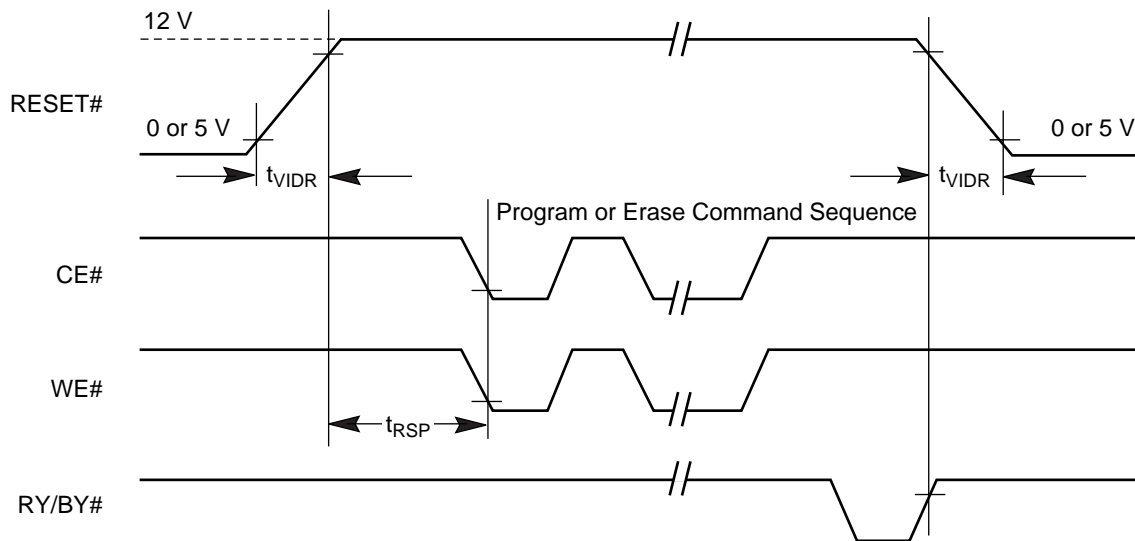 12 V
RESET#
0 or 5 V
0 or 5 V
tVIDR
tVIDR
Program or Erase Command Sequence
CE#
WE#
tRSP
RY/BY#